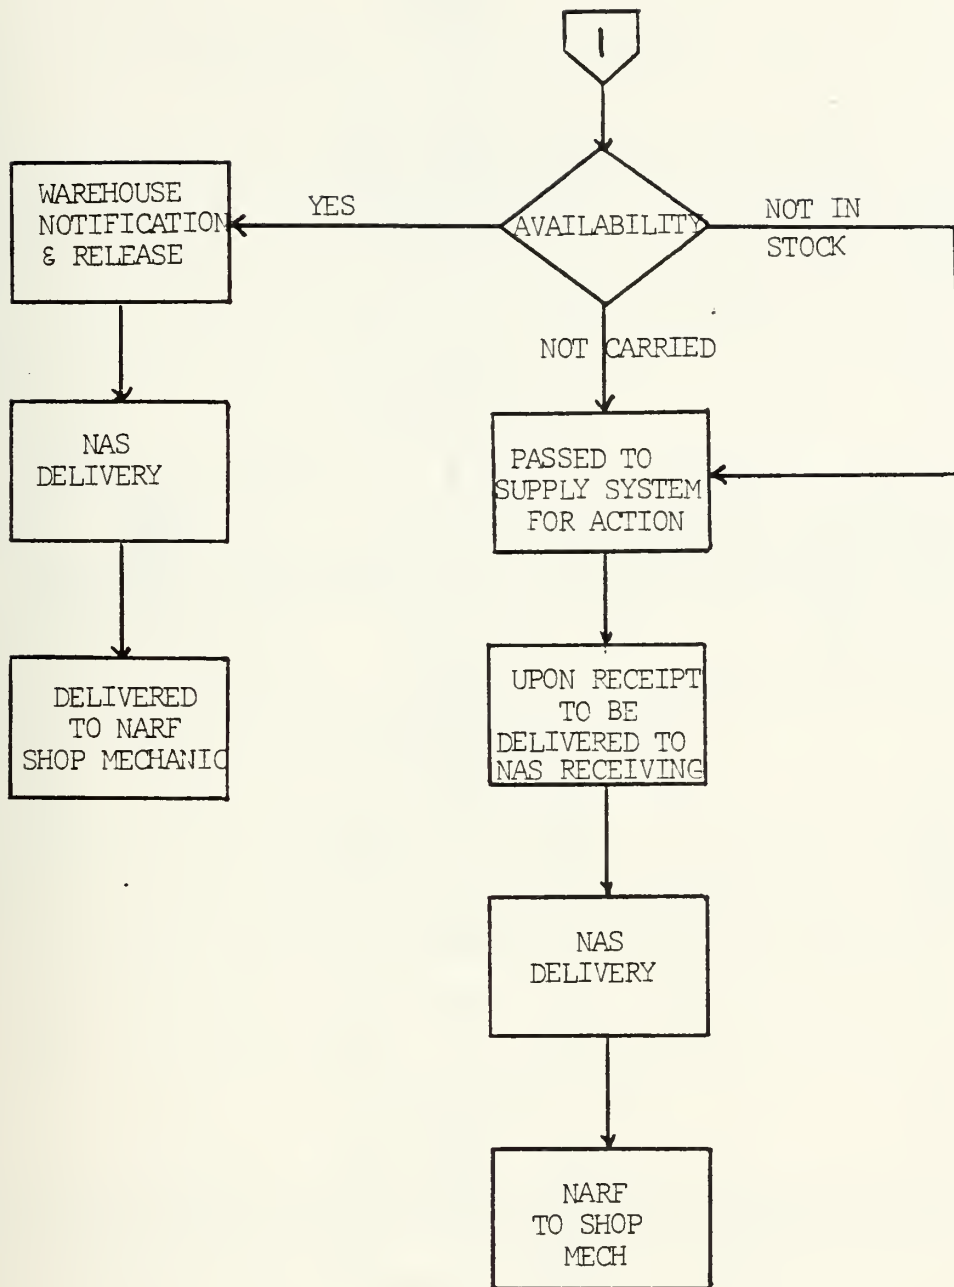 1
AVAILABILITY
YES
NOT IN
STOCK
NOT CARRIED
WAREHOUSE
NOTIFICATION
& RELEASE
NAS
DELIVERY
DELIVERED
TO NARF
SHOP MECHANIC
PASSED TO
SUPPLY SYSTEM
FOR ACTION
UPON RECEIPT
TO BE
DELIVERED TO
NAS RECEIVING
NAS
DELIVERY
NARF
TO SHOP
MECH